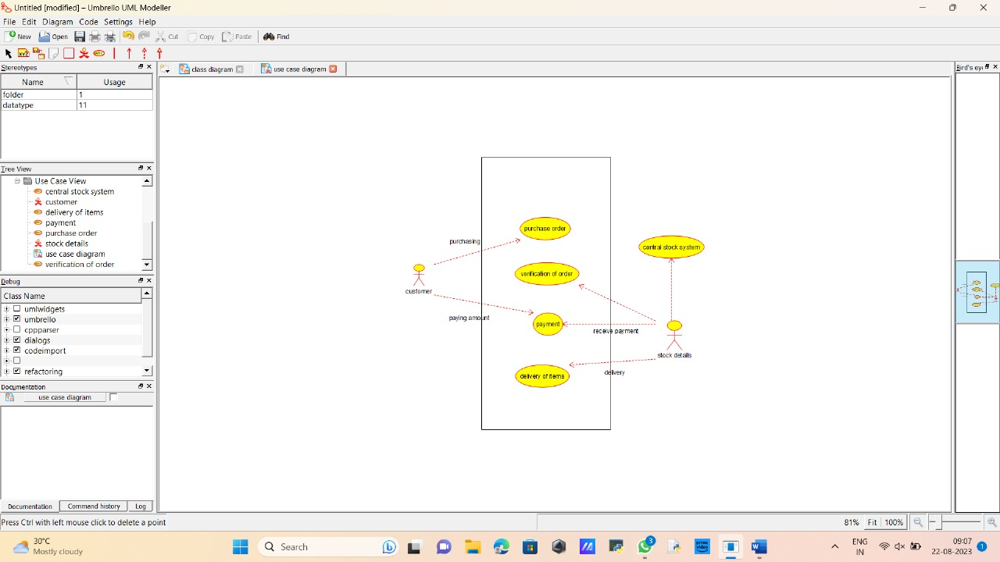 Untitled [modified] – Umbrello UML Modeller
File Edit Diagram Code Settings Help
New Open Cut Copy Paste Find
Stereotypes
Name Usage
folder 1
datatype 11
Tree View
Use Case View
central stock system
customer
delivery of items
payment
purchase order
stock details
use case diagram
verification of order
Debug
Class Name
umlwidgets
umbrello
cppparser
dialogs
codeimport
refactoring
Documentation
use case diagram
Documentation Command history Log
class diagram use case diagram
Bird's ey
purchase order
purchasing
central stock system
verification of order
customer
paying amount
payment
receive payment
stock details
delivery of items
delivery
Press Ctrl with left mouse click to delete a point
81% Fit 100%
30°C
Mostly cloudy
Search
3
prime video
ENG
IN
09:07
22-08-2023
1